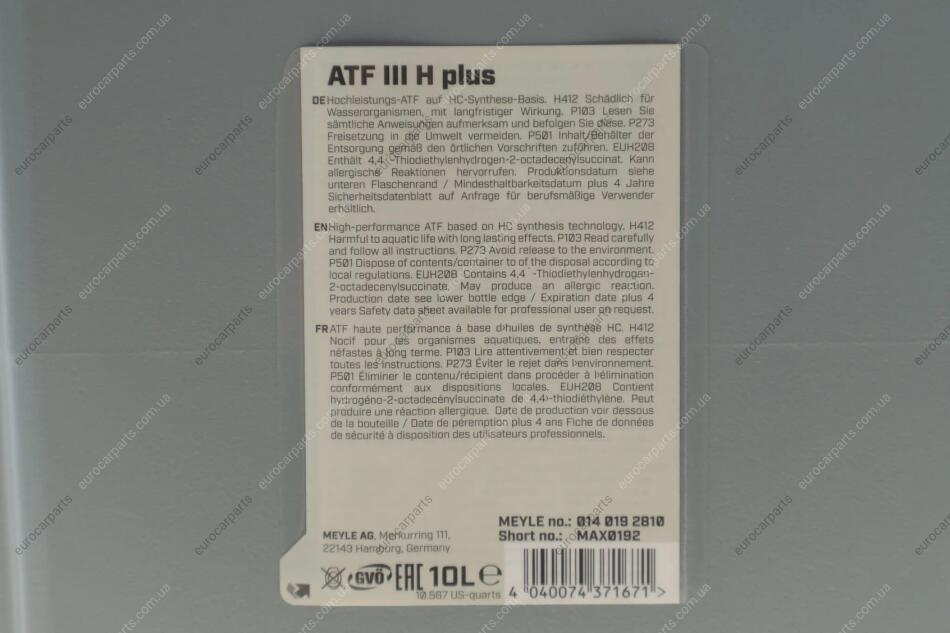 ATF III H plus
DE Hochleistungs-ATF auf HC-Synthese-Basis. H412 Schädlich für
Wasserorganismen, mit langfristiger Wirkung. P103 Lesen Sie
sämtliche Anweisungen aufmerksam und befolgen Sie diese. P273
Freisetzung in die Umwelt vermeiden. P501 Inhalt/Behälter der
Entsorgung gemäß den örtlichen Vorschriften zuführen. EUH208
Enthält 4,4,-Thiodiethylenhydrogen-2-octadecenylsuccinat. Kann
allergische Reaktionen hervorrufen. Produktionsdatum siehe
unteren Flaschenrand / Mindesthaltbarkeitsdatum plus 4 Jahre
Sicherheitsdatenblatt auf Anfrage für berufsmäßige Verwender
erhältlich.
EN High-performance ATF based on HC synthesis technology. H412
Harmful to aquatic life with long lasting effects. P103 Read carefully
and follow all instructions. P273 Avoid release to the environment.
P501 Dispose of contents/container to of the disposal according to
local regulations. EUH208 Contains 4,4 -Thiodiethylenhydrogen-
2-octadecenylsuccinate. May produce an allergic reaction.
Production date see lower bottle edge / Expiration date plus 4
years Safety data sheet available for professional user on request.
FR ATF haute performance à base d›huiles de synthèse HC. H412
Nocif pour les organismes aquatiques, entraîne des effets
néfastes à long terme. P103 Lire attentivement et bien respecter
toutes les instructions. P273 Éviter le rejet dans l›environnement.
P501 Éliminer le contenu/récipient dans procéder à l›élimination
conformément aux dispositions locales. EUH208 Contient
hydrogéno-2-octadecénylsuccinate de 4,4›-thiodiéthylène. Peut
produire une réaction allergique. Date de production voir dessous
de la bouteille / Date de péremption plus 4 ans Fiche de données
de sécurité à disposition des utilisateurs professionnels.
MEYLE no.: 014 019 2810
Short no.: MAX0192
MEYLE AG, Merkurring 111,
22143 Hamburg, Germany
GVÖ EAC 10L e
10.567 US-quarts
4 040074 371671 >
eurocarparts.com.ua